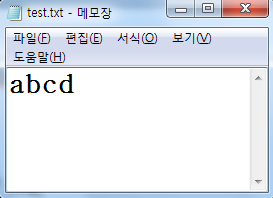 test.txt - 메모장
파일(F) 편집(E) 서식(O) 보기(V)
도움말(H)
abcd